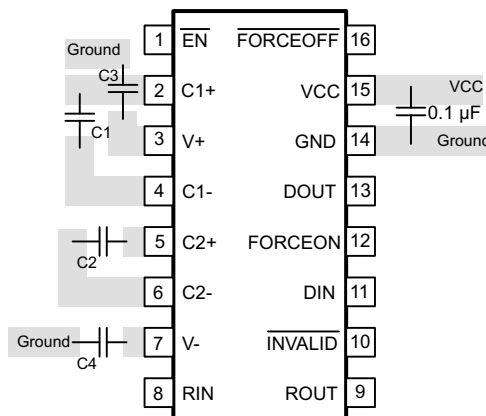 1 EN FORCEOFF 16
Ground
C3
2 C1+ VCC 15 VCC
C1
0.1 µF
3 V+ GND 14 Ground
4 C1- DOUT 13
5 C2+ FORCEON 12
C2
6 C2- DIN 11
Ground 7 V- INVALID 10
C4
8 RIN ROUT 9